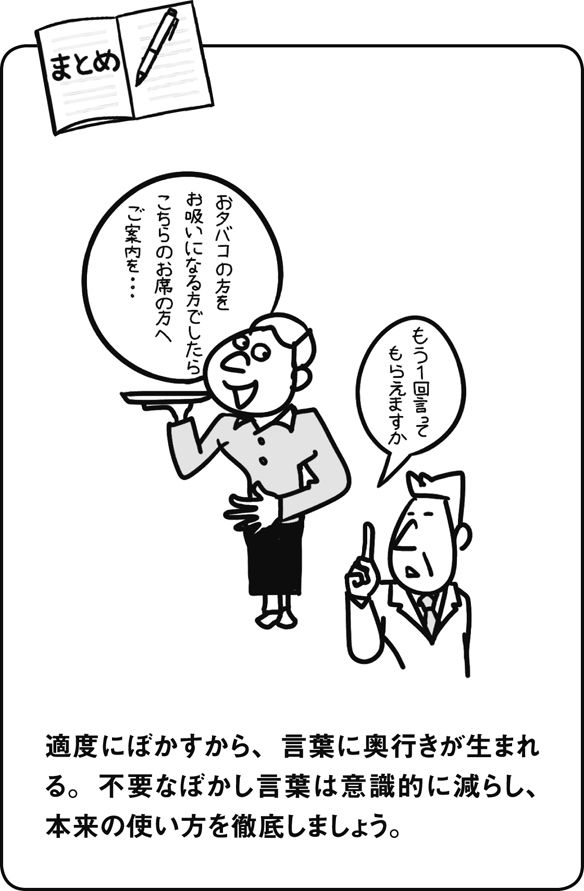 まとめ
おタバコの方を
お吸いになる方でしたら
こちらのお席の方へ
ご案内を・・・
もう1回言って
もらえますか
適度にぼかすから、言葉に奥行きが生まれ
る。不要なぼかし言葉は意識的に減らし、
本来の使い方を徹底しましょう。